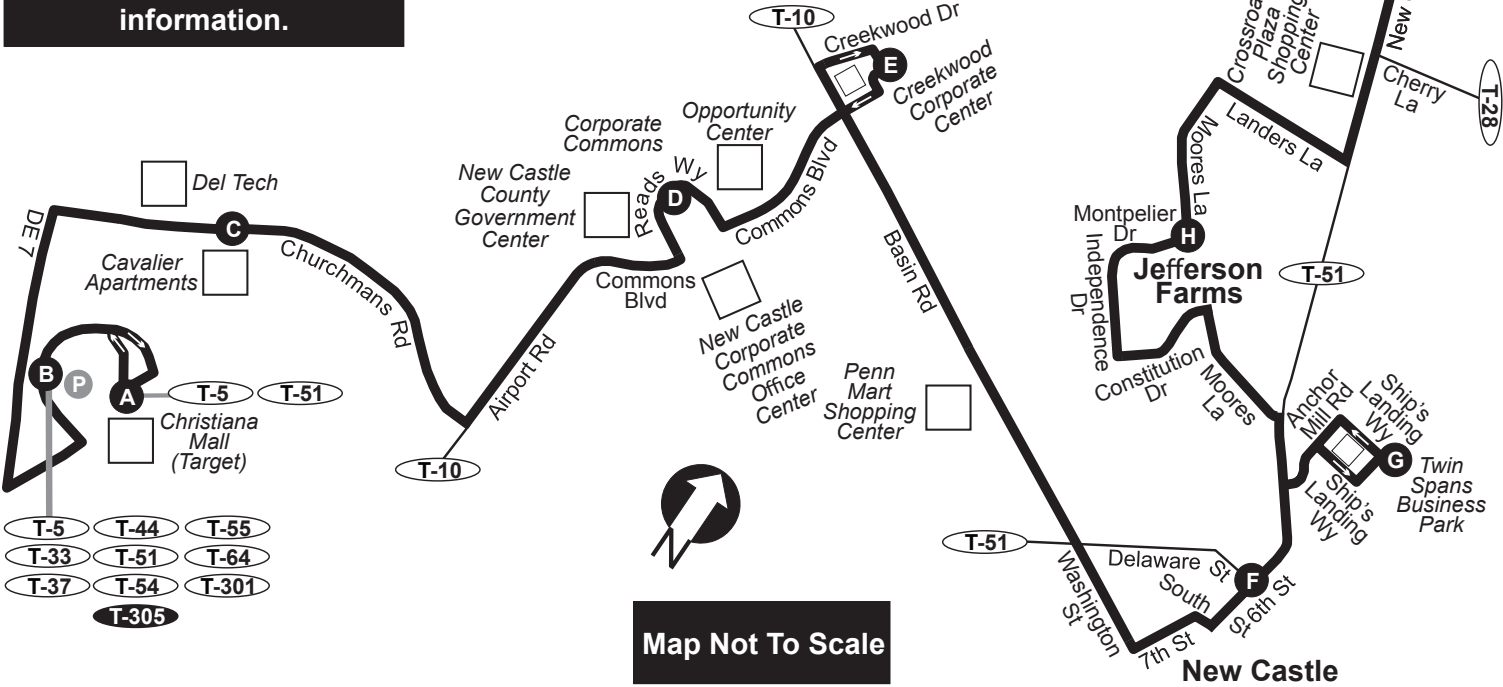 information.
T-10
Creekwood Dr
E
Creekwood
Corporate
Center
Plaza
Shopping
Center
New
Cherry
La
T-28
Landers La
Moores La
Opportunity
Center
Corporate
Commons
Reads Wy
D
Commons Blvd
New Castle
County
Government
Center
Del Tech
C
DE 7
Cavalier
Apartments
Churchmans Rd
Commons
Blvd
Airport Rd
New Castle
Corporate
Commons
Office
Center
Basin Rd
Montpelier
Dr
H
Independence
Dr
Jefferson
Farms
T-51
Constitution
Dr
Moores
La
Penn
Mart
Shopping
Center
B
P
A
T-5
T-51
Christiana
Mall
(Target)
T-10
Anchor
Mill Rd
Ship's
Landing
Wy
G
Twin
Spans
Business
Park
Ship's
Landing
Wy
T-5
T-44
T-55
T-33
T-51
T-64
T-37
T-54
T-301
T-305
N
T-51
Delaware St
F
Washington
St
South
St
6th St
7th St
Map Not To Scale
New Castle